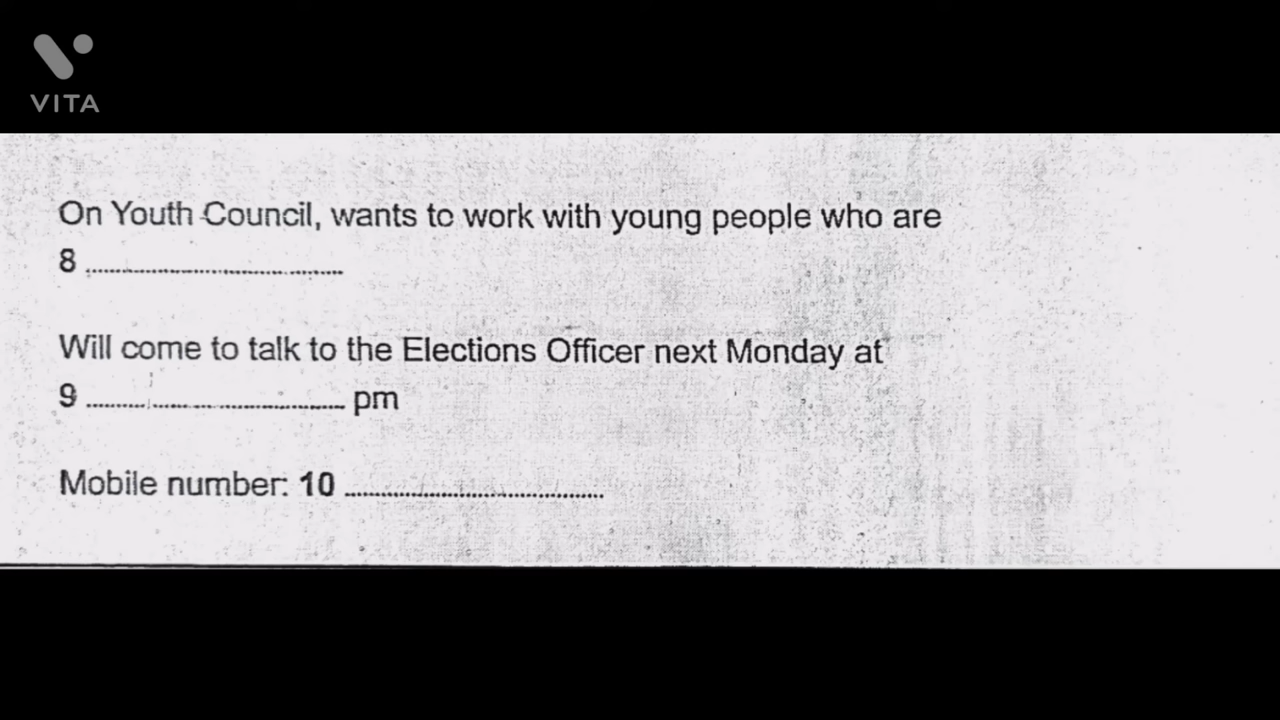 VITA
On Youth Council, wants to work with young people who are
8 ................................
Will come to talk to the Elections Officer next Monday at
9 ................................ pm
Mobile number: 10 ................................